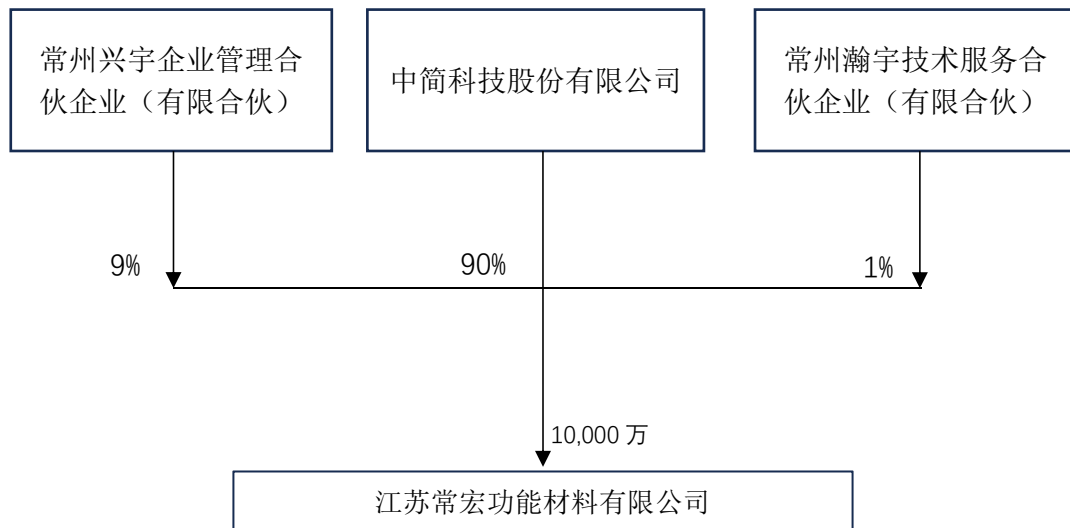 常州兴宇企业管理合
伙企业（有限合伙）
中简科技股份有限公司
常州瀚宇技术服务合
伙企业（有限合伙）
9%
90%
1%
10,000 万
江苏常宏功能材料有限公司